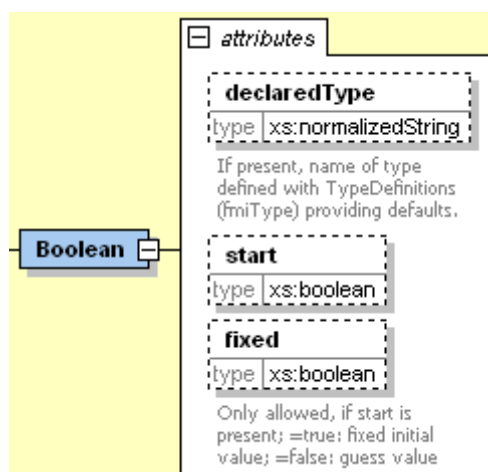 attributes
declaredType
type xs:normalizedString
If present, name of type
defined with TypeDefinitions
(fmiType) providing defaults.
Boolean
start
type xs:boolean
fixed
type xs:boolean
Only allowed, if start is
present; =true: fixed initial
value; =false: guess value